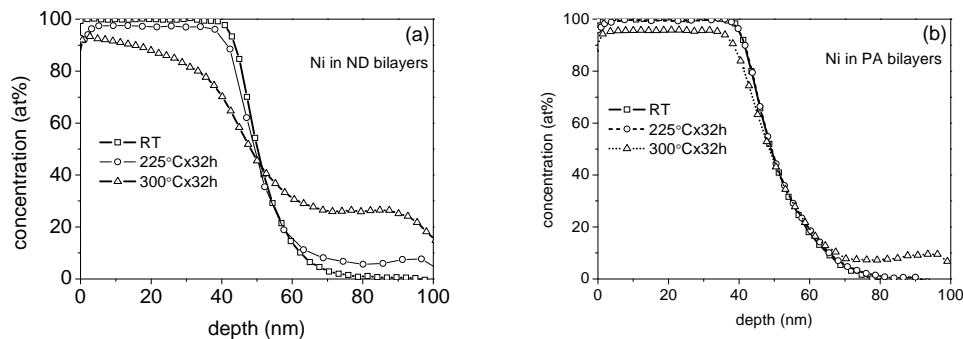 (a)
Ni in ND bilayers
RT
225°Cx32h
300°Cx32h
concentration (at%)
100
80
60
40
20
0
0 20 40 60 80 100
depth (nm)
(b)
Ni in PA bilayers
RT
225°Cx32h
300°Cx32h
concentration (at%)
100
80
60
40
20
0
0 20 40 60 80 100
depth (nm)